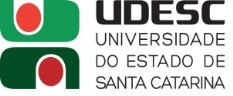 UDESC
UNIVERSIDADE
DO ESTADO DE
SANTA CATARINA